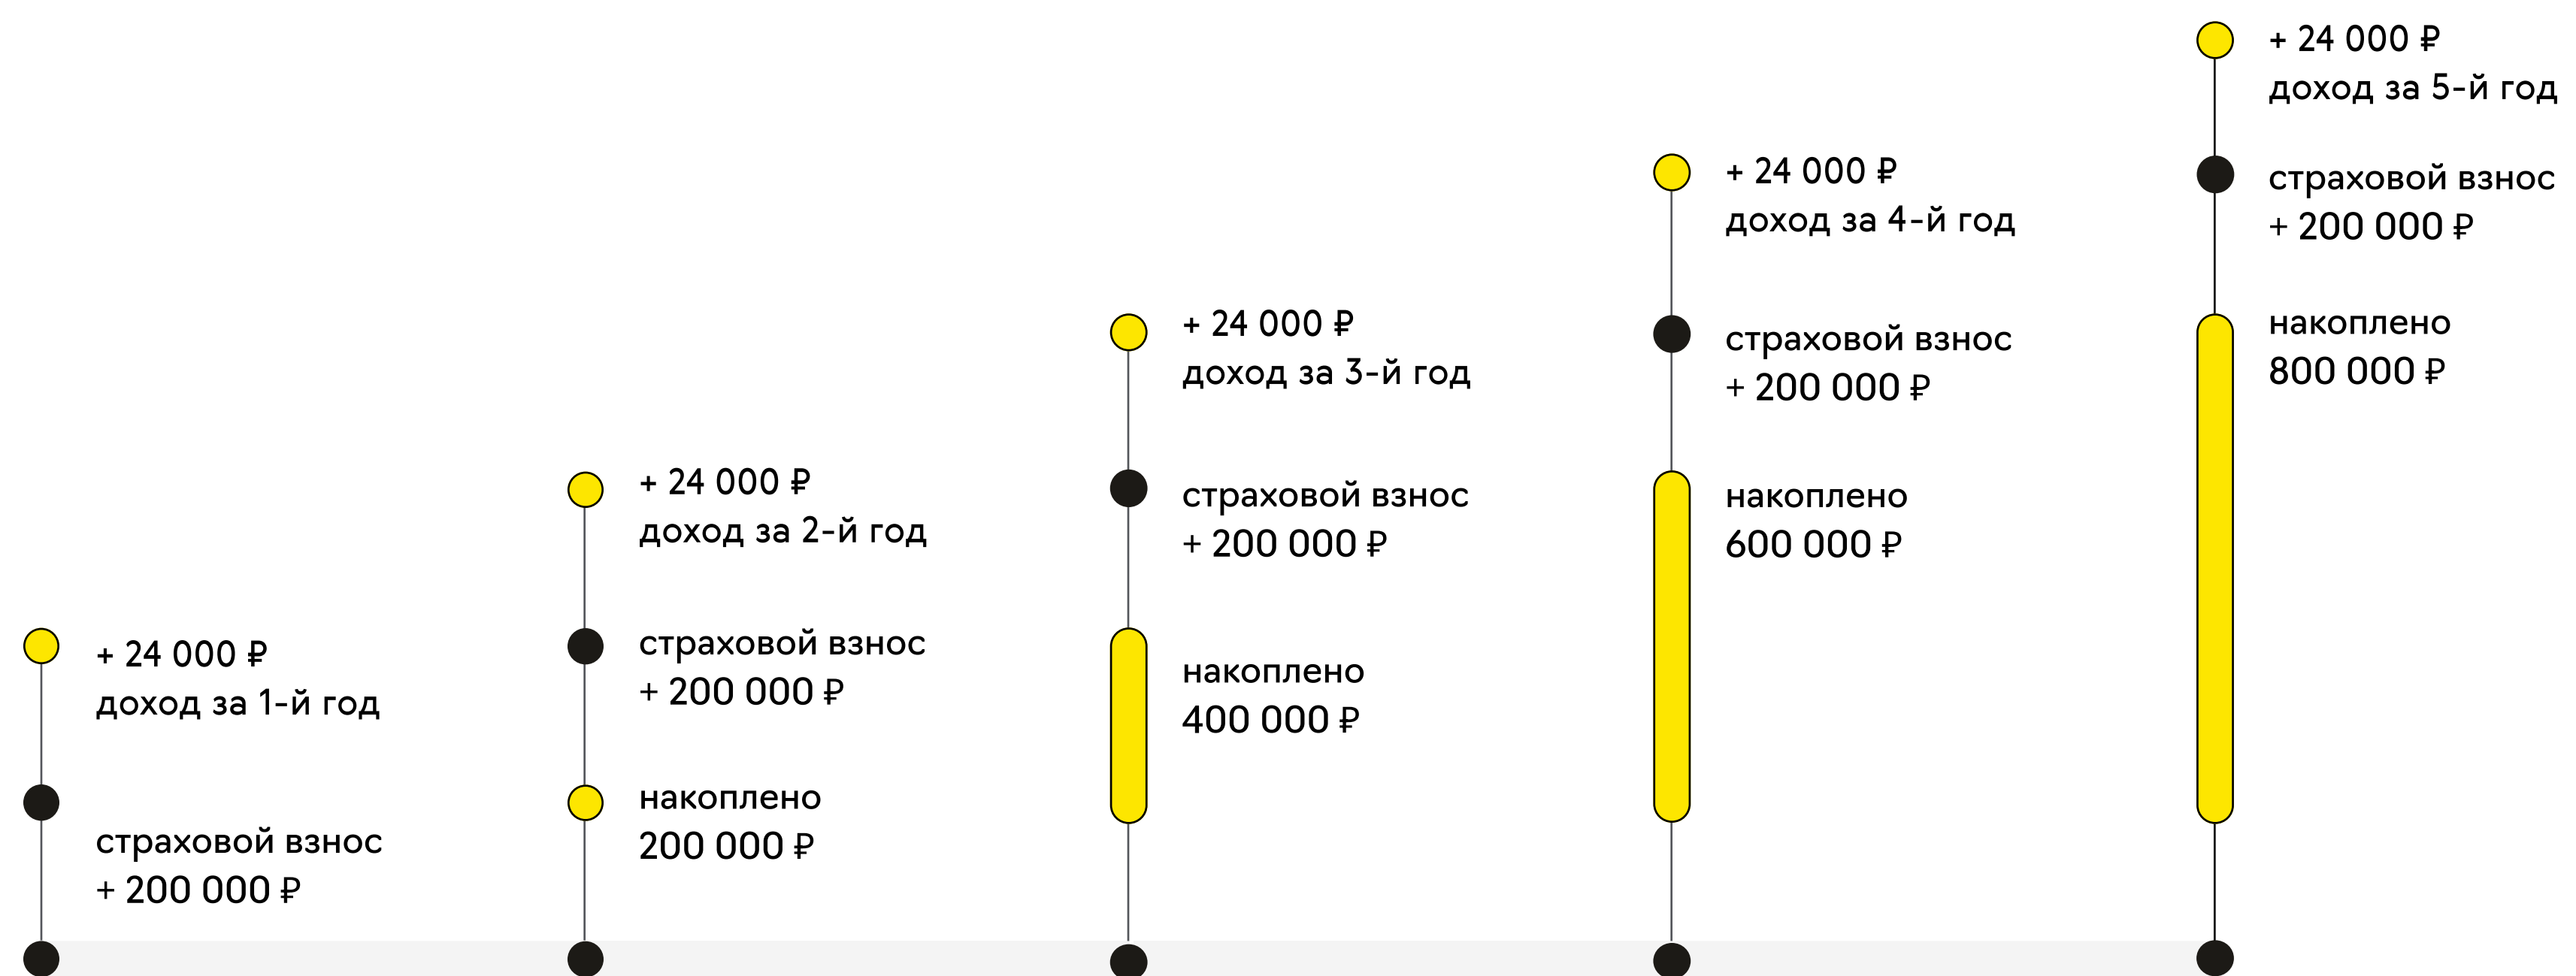 + 24 000 ₽
доход за 1-й год
страховой взнос
+ 200 000 ₽
+ 24 000 ₽
доход за 2-й год
страховой взнос
+ 200 000 ₽
накоплено
200 000 ₽
+ 24 000 ₽
доход за 3-й год
страховой взнос
+ 200 000 ₽
накоплено
400 000 ₽
+ 24 000 ₽
доход за 4-й год
страховой взнос
+ 200 000 ₽
накоплено
600 000 ₽
+ 24 000 ₽
доход за 5-й год
страховой взнос
+ 200 000 ₽
накоплено
800 000 ₽